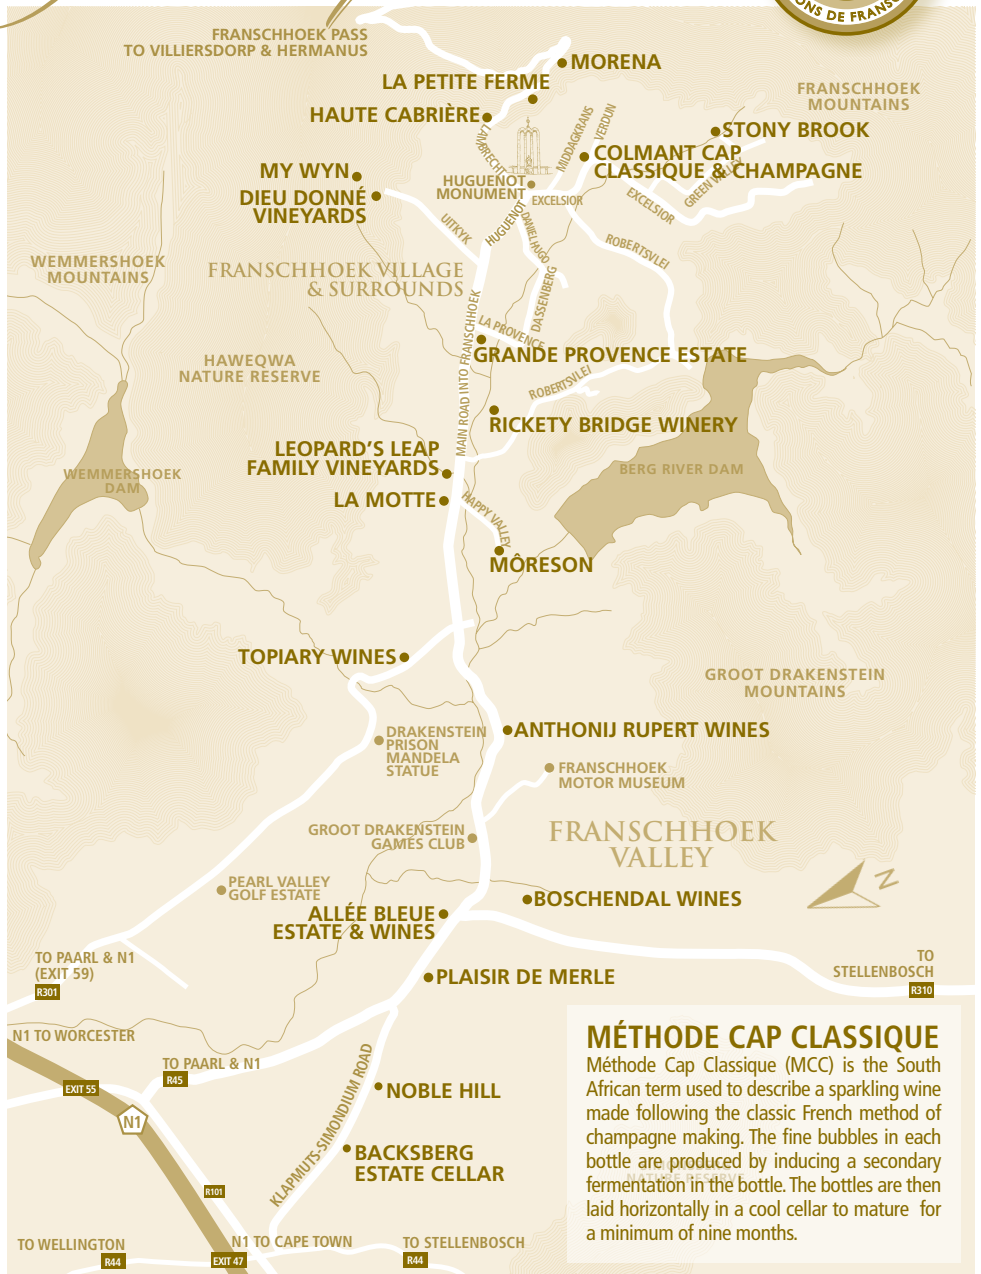 ONS DE FRANSC
FRANSCHHOEK PASS
TO VILLIERSDORP & HERMANUS
MORENA
LA PETITE FERME
FRANSCHHOEK
MOUNTAINS
HAUTE CABRIÈRE
LAMBRECHT
MIDDAGKRANS
VERDUN
STONY BROOK
COLMANT CAP
CLASSIQUE & CHAMPAGNE
MY WYN
DIEU DONNÉ
VINEYARDS
HUGUENOT
MONUMENT
EXCELSIOR
EXCELSIOR
GREEN VALLEY
UITKYK
HUGUENOT
DANIEL HUGO
ROBERTSVLEI
WEMMERSHOEK
MOUNTAINS
FRANSCHHOEK VILLAGE
& SURROUNDS
DASSENBERG
MAIN ROAD INTO FRANSCHHOEK
LA PROVENCE
GRANDE PROVENCE ESTATE
HAWEQWA
NATURE RESERVE
ROBERTSVLEI
RICKETY BRIDGE WINERY
LEOPARD'S LEAP
FAMILY VINEYARDS
WEMMERSHOEK
DAM
BERG RIVER DAM
LA MOTTE
HAPPY VALLEY
MÔRESON
TOPIARY WINES
GROOT DRAKENSTEIN
MOUNTAINS
DRAKENSTEIN
PRISON
MANDELA
STATUE
ANTHONIJ RUPERT WINES
FRANSCHHOEK
MOTOR MUSEUM
GROOT DRAKENSTEIN
GAMES CLUB
FRANSCHHOEK
VALLEY
PEARL VALLEY
GOLF ESTATE
BOSCHENDAL WINES
N
ALLÉE BLEUE
ESTATE & WINES
TO PAARL & N1
(EXIT 59)
R301
PLAISIR DE MERLE
TO
STELLENBOSCH
R310
N1 TO WORCESTER
TO PAARL & N1
R45
EXIT 55
N1
KLAPMUTS-SIMONDIUM ROAD
NOBLE HILL
BACKSBERG
ESTATE CELLAR
R101
TO WELLINGTON
R44
N1 TO CAPE TOWN
EXIT 47
TO STELLENBOSCH
R44
MÉTHODE CAP CLASSIQUE
Méthode Cap Classique (MCC) is the South
African term used to describe a sparkling wine
made following the classic French method of
champagne making. The fine bubbles in each
bottle are produced by inducing a secondary
fermentation in the bottle. The bottles are then
laid horizontally in a cool cellar to mature for
a minimum of nine months.
NATURE RESERVE